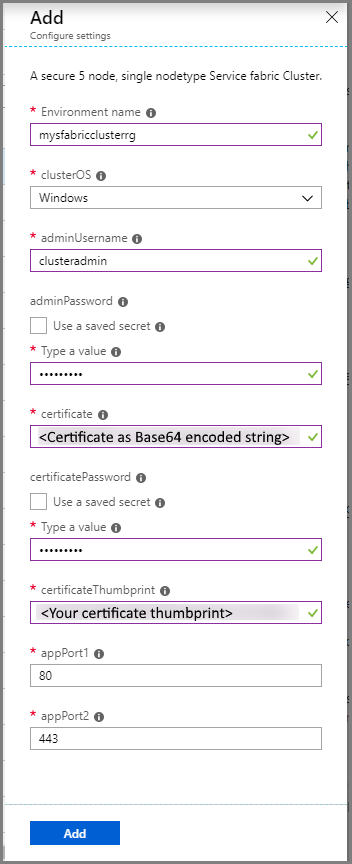 Add
Configure settings
A secure 5 node, single nodetype Service fabric Cluster.
* Environment name
mysfabricclusterrg
* clusterOS
Windows
* adminUsername
clusteradmin
adminPassword
Use a saved secret
* Type a value
•••••••••
* certificate
<Certificate as Base64 encoded string>
certificatePassword
Use a saved secret
* Type a value
•••••••••
* certificateThumbprint
<Your certificate thumbprint>
* appPort1
80
* appPort2
443
Add